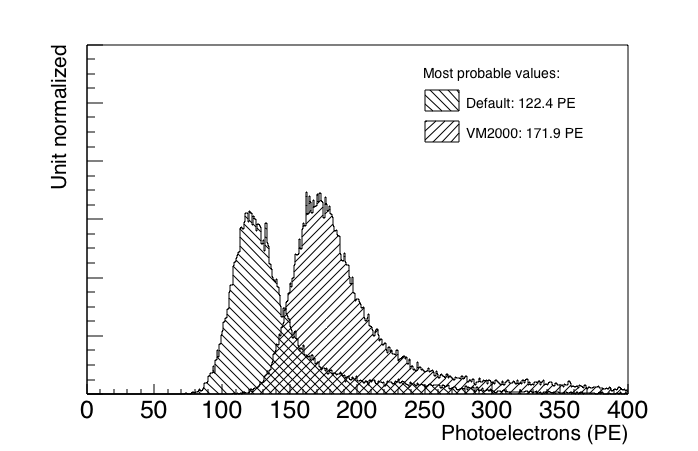 Unit normalized
Most probable values:
Default: 122.4 PE
VM2000: 171.9 PE
0 50 100 150 200 250 300 350 400
Photoelectrons (PE)